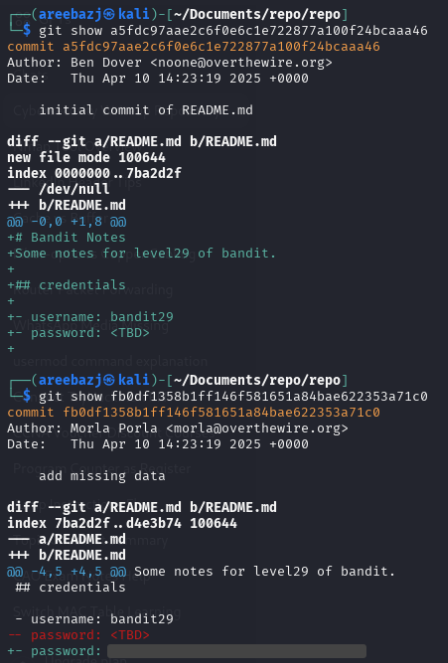 ┌──(areebazj㉿kali)-[~/Documents/repo/repo]
└─$ git show a5fdc97aae2c6f0e6c1e722877a100f24bcaaa46
commit a5fdc97aae2c6f0e6c1e722877a100f24bcaaa46
Author: Ben Dover <noone@overthewire.org>
Date:   Thu Apr 10 14:23:19 2025 +0000
    initial commit of README.md
diff --git a/README.md b/README.md
new file mode 100644
index 0000000..7ba2d2f
--- /dev/null
+++ b/README.md
@@ -0,0 +1,8 @@
+# Bandit Notes
+Some notes for level29 of bandit.
+
+## credentials
+
+- username: bandit29
+- password: <TBD>
+
┌──(areebazj㉿kali)-[~/Documents/repo/repo]
└─$ git show fb0df1358b1ff146f581651a84bae622353a71c0
commit fb0df1358b1ff146f581651a84bae622353a71c0
Author: Morla Porla <morla@overthewire.org>
Date:   Thu Apr 10 14:23:19 2025 +0000
    add missing data
diff --git a/README.md b/README.md
index 7ba2d2f..d4e3b74 100644
--- a/README.md
+++ b/README.md
@@ -4,5 +4,5 @@ Some notes for level29 of bandit.
 ## credentials
 - username: bandit29
-- password: <TBD>
+- password: